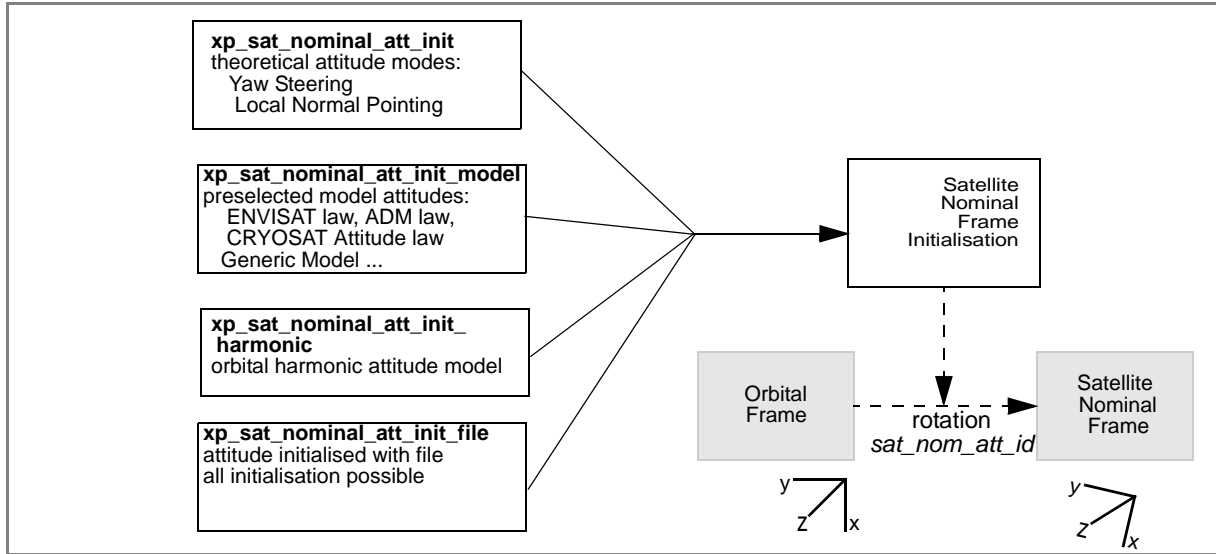 xp_sat_nominal_att_init
theoretical attitude modes:
Yaw Steering
Local Normal Pointing
xp_sat_nominal_att_init_model
preselected model attitudes:
ENVISAT law, ADM law,
CRYOSAT Attitude law
Generic Model ...
xp_sat_nominal_att_init_
harmonic
orbital harmonic attitude model
xp_sat_nominal_att_init_file
attitude initialised with file
all initialisation possible
Satellite
Nominal
Frame
Initialisation
Orbital
Frame
rotation
sat_nom_att_id
Satellite
Nominal
Frame
y
z
x
y
z
x